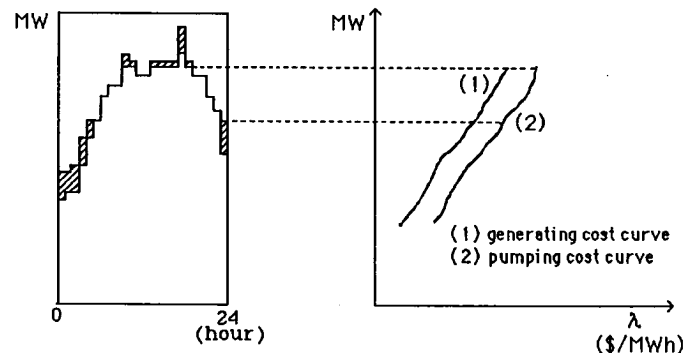 MW
0
24
(hour)
MW
(1)
(2)
(1) generating cost curve
(2) pumping cost curve
λ
($/MWh)